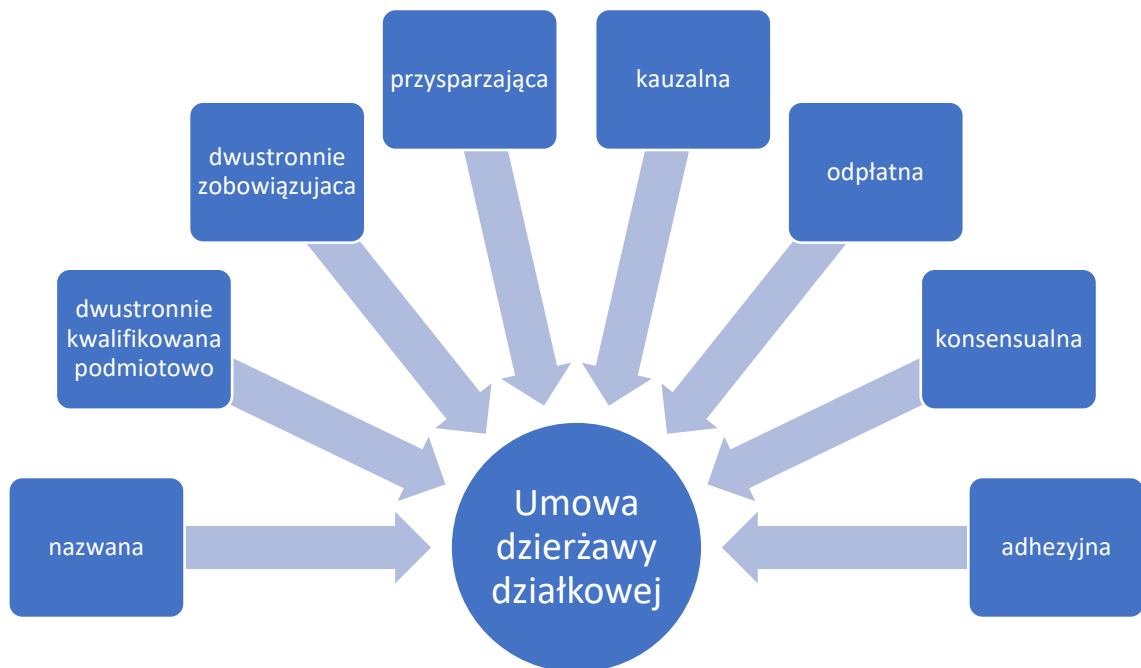 przysparzająca
kauzalna
dwustronnie
zobowiązujaca
odpłatna
dwustronnie
kwalifikowana
podmiotowo
konsensualna
nazwana
Umowa
dzierżawy
działkowej
adhezyjna